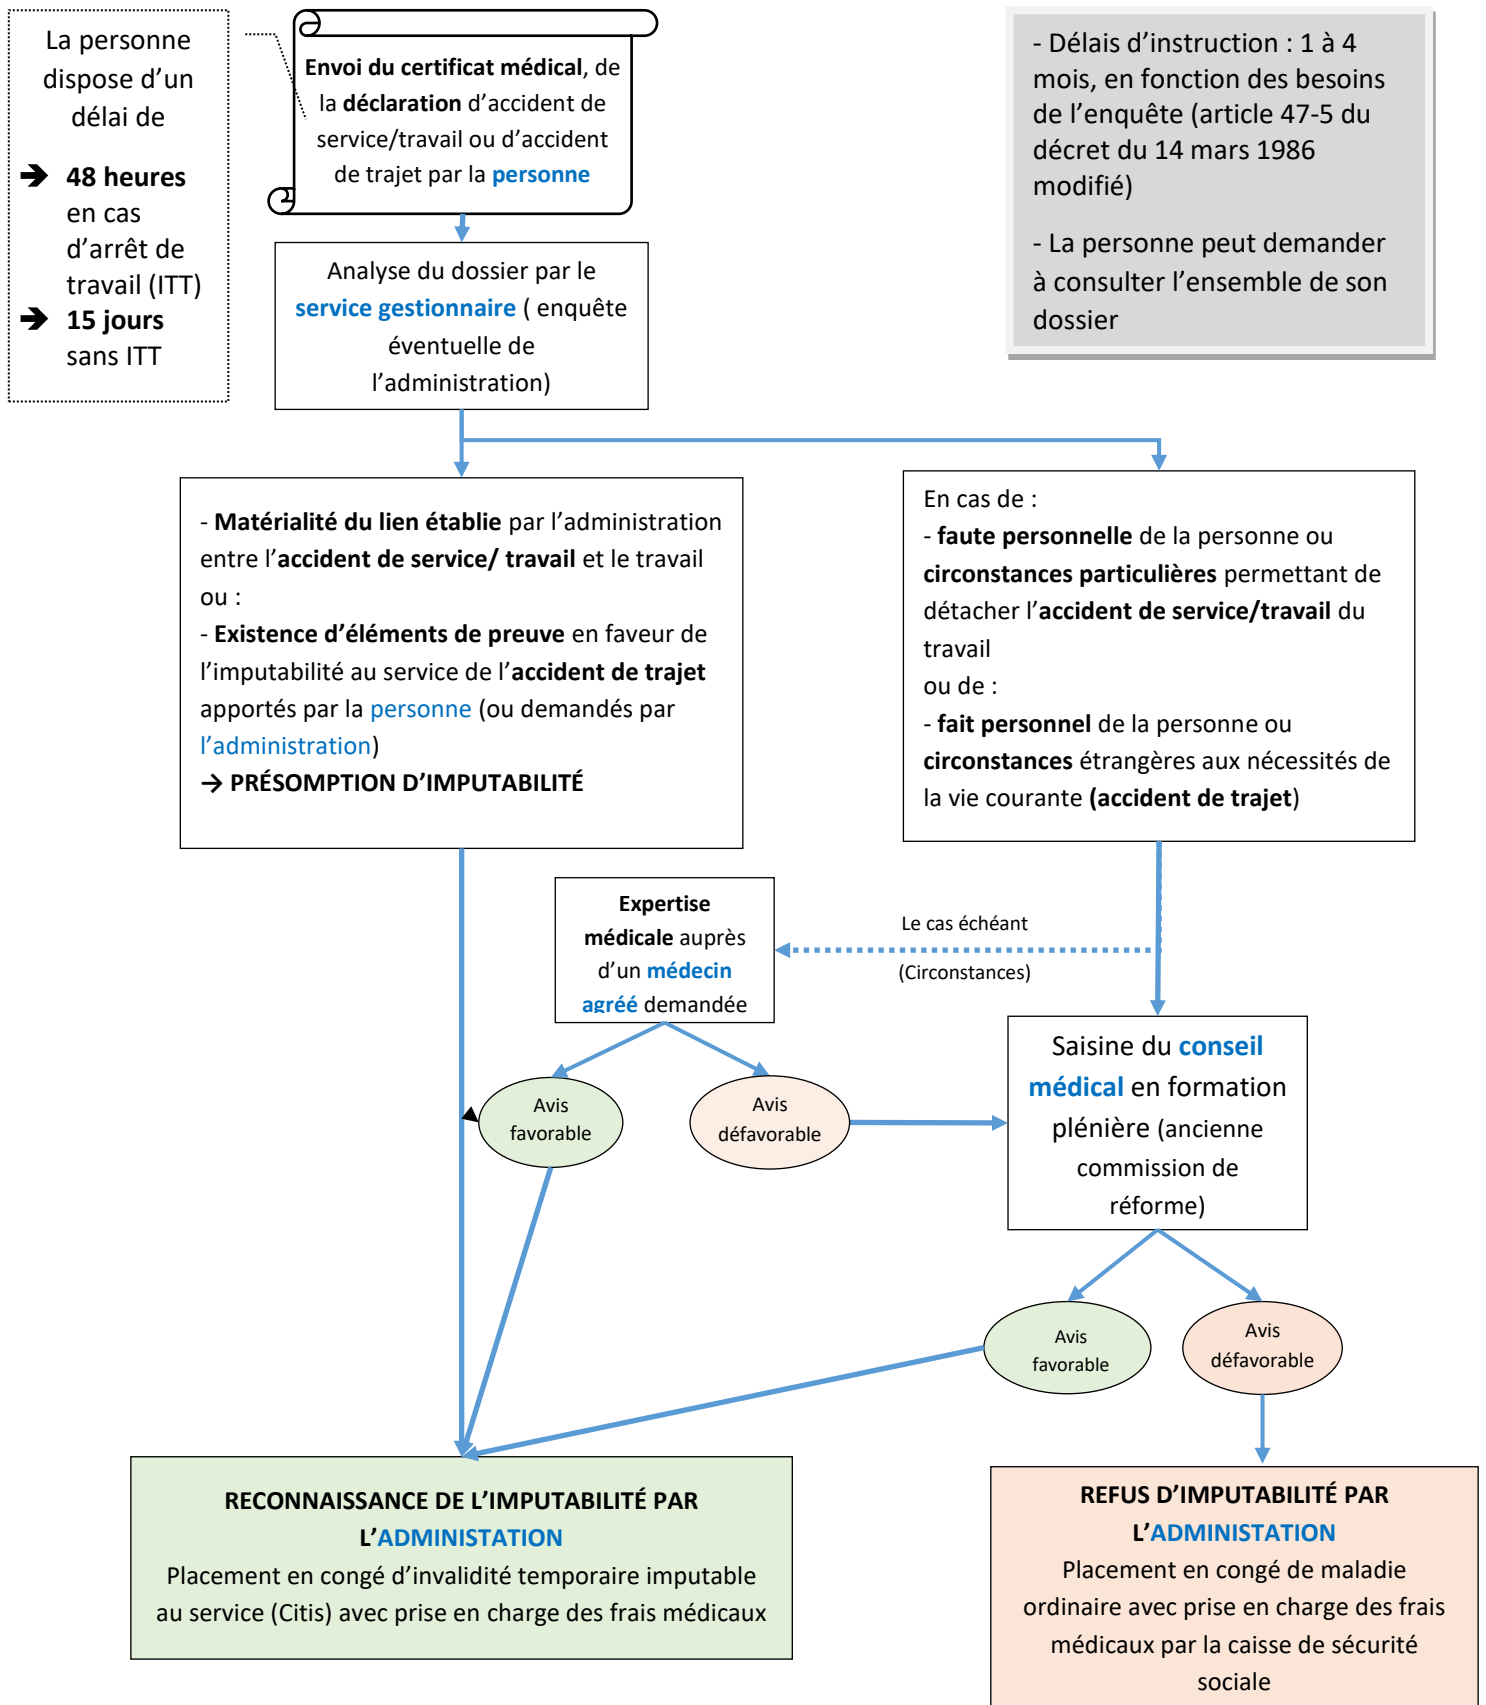 La personne
dispose d'un
délai de
➔ 48 heures
en cas
d'arrêt de
travail (ITT)
➔ 15 jours
sans ITT
Envoi du certificat médical, de
la déclaration d'accident de
service/travail ou d'accident
de trajet par la personne
- Délais d'instruction : 1 à 4
mois, en fonction des besoins
de l'enquête (article 47-5 du
décret du 14 mars 1986
modifié)
- La personne peut demander
à consulter l'ensemble de son
dossier
Analyse du dossier par le
service gestionnaire ( enquête
éventuelle de
l'administration)
- Matérialité du lien établie par l'administration
entre l'accident de service/ travail et le travail
ou :
- Existence d'éléments de preuve en faveur de
l'imputabilité au service de l'accident de trajet
apportés par la personne (ou demandés par
l'administration)
→ PRÉSOMPTION D'IMPUTABILITÉ
En cas de :
- faute personnelle de la personne ou
circonstances particulières permettant de
détacher l'accident de service/travail du
travail
ou de :
- fait personnel de la personne ou
circonstances étrangères aux nécessités de
la vie courante (accident de trajet)
Expertise
médicale auprès
d'un médecin
agréé demandée
Le cas échéant
(Circonstances)
Avis
favorable
Avis
défavorable
Saisine du conseil
médical en formation
plénière (ancienne
commission de
réforme)
Avis
favorable
Avis
défavorable
RECONNAISSANCE DE L'IMPUTABILITÉ PAR
L'ADMINISTATION
Placement en congé d'invalidité temporaire imputable
au service (Citis) avec prise en charge des frais médicaux
REFUS D'IMPUTABILITÉ PAR
L'ADMINISTATION
Placement en congé de maladie
ordinaire avec prise en charge des frais
médicaux par la caisse de sécurité
sociale